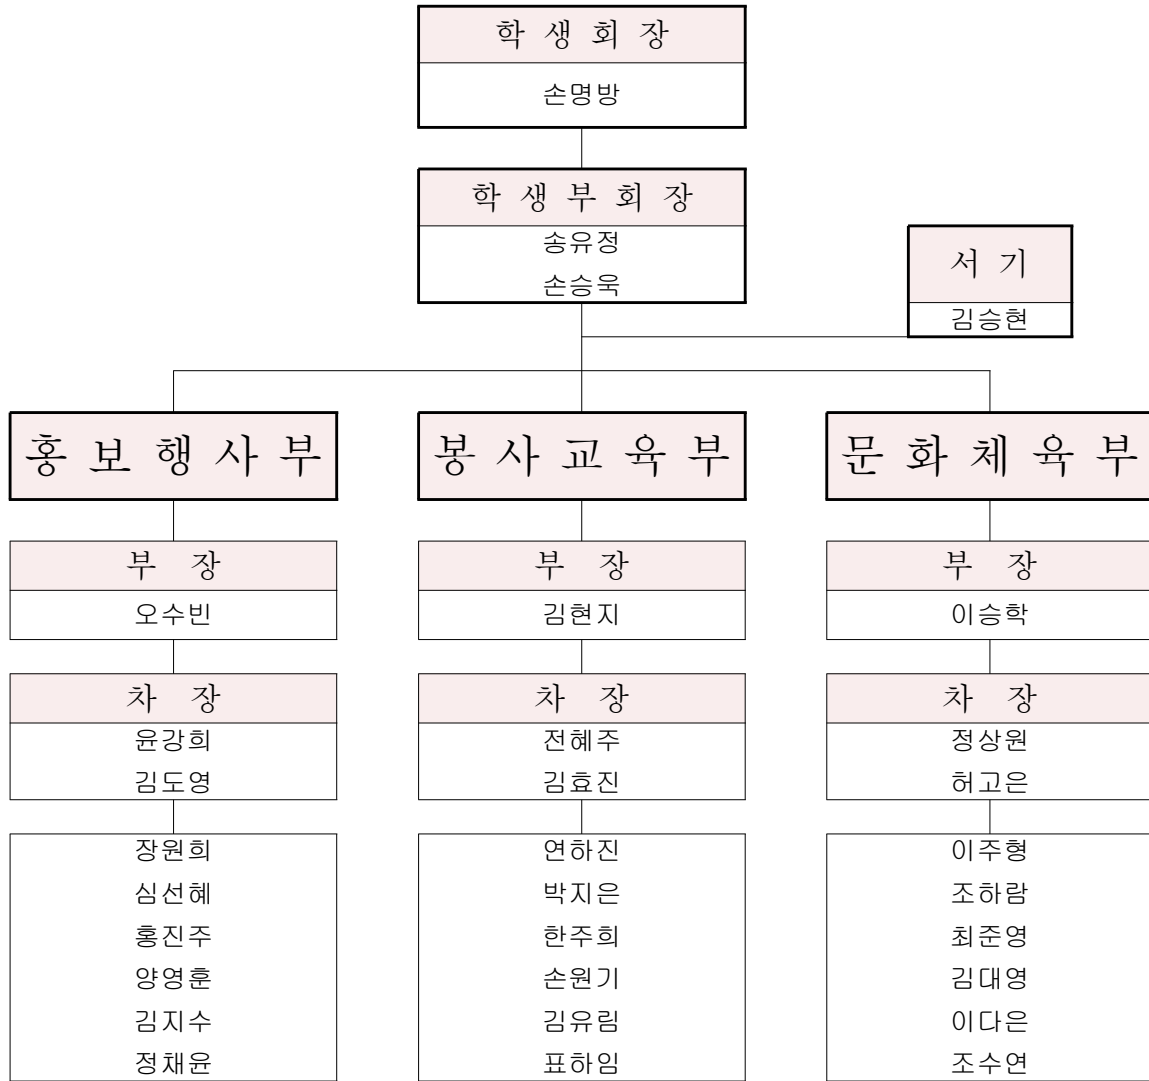 학 생 회 장
손명방
학 생 부 회 장
송유정
손승욱
서 기
김승현
홍 보 행 사 부
부 장
오수빈
차 장
윤강희
김도영
장원희
심선혜
홍진주
양영훈
김지수
정채윤
봉 사 교 육 부
부 장
김현지
차 장
전혜주
김효진
연하진
박지은
한주희
손원기
김유림
표하임
문 화 체 육 부
부 장
이승학
차 장
정상원
허고은
이주형
조하람
최준영
김대영
이다은
조수연